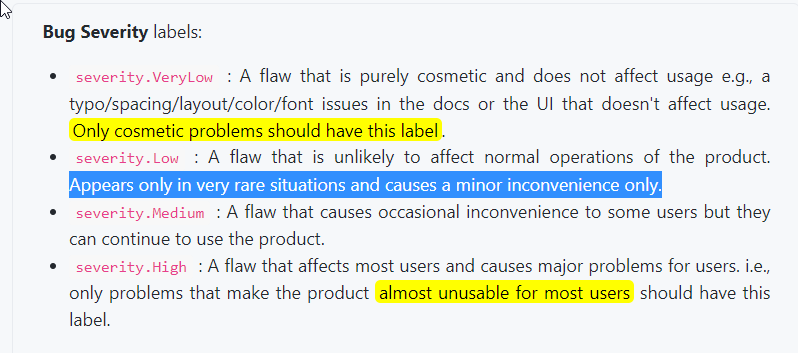 Bug Severity labels:
severity.VeryLow : A flaw that is purely cosmetic and does not affect usage e.g., a
typo/spacing/layout/color/font issues in the docs or the UI that doesn't affect usage.
Only cosmetic problems should have this label.
severity.Low : A flaw that is unlikely to affect normal operations of the product.
Appears only in very rare situations and causes a minor inconvenience only.
severity.Medium : A flaw that causes occasional inconvenience to some users but they
can continue to use the product.
severity.High : A flaw that affects most users and causes major problems for users. i.e.,
only problems that make the product almost unusable for most users should have this
label.